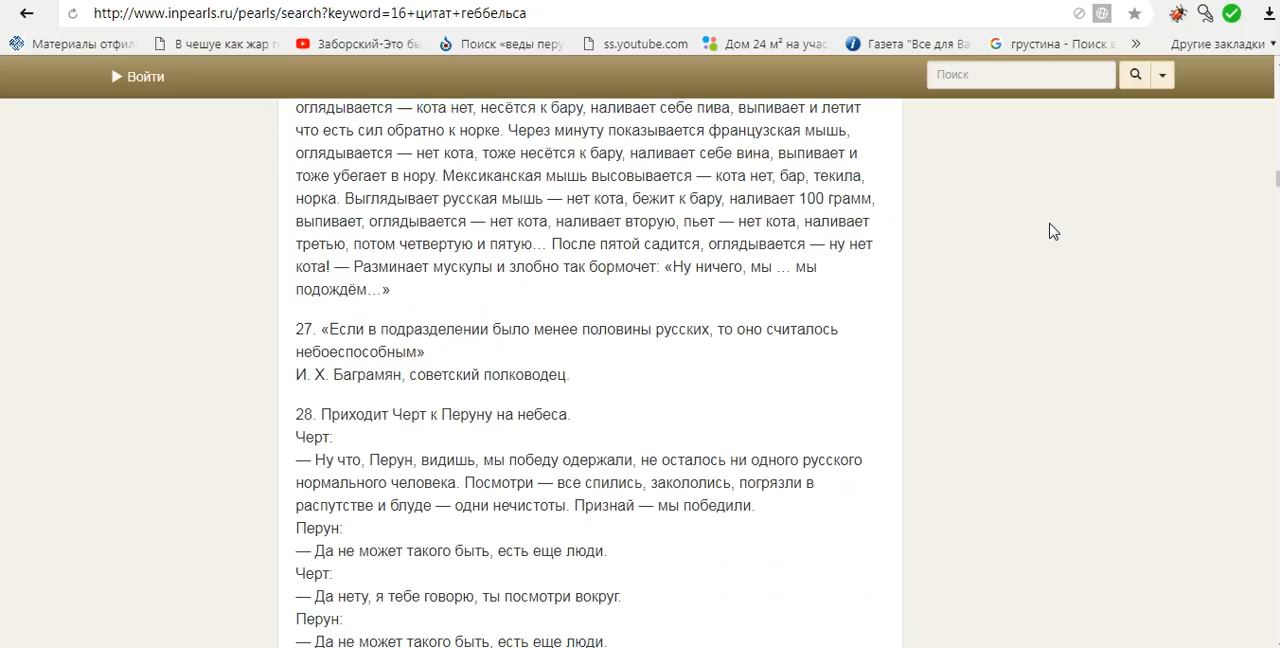 http://www.inpearls.ru/pearls/search?keyword=16+цитат+геббельса
Материалы отфил
В чешуе как жар г
Заборский-Это бы
Поиск «веды перу
ss.youtube.com
Дом 24 м² на учас
Газета "Все для Ва
грустина - Поиск в
»
Другие закладки
Войти
Поиск
оглядывается — кота нет, несётся к бару, наливает себе пива, выпивает и летит
что есть сил обратно к норке. Через минуту показывается французская мышь,
оглядывается — нет кота, тоже несётся к бару, наливает себе вина, выпивает и
тоже убегает в нору. Мексиканская мышь высовывается — кота нет, бар, текила,
норка. Выглядывает русская мышь — нет кота, бежит к бару, наливает 100 грамм,
выпивает, оглядывается — нет кота, наливает вторую, пьет — нет кота, наливает
третью, потом четвертую и пятую… После пятой садится, оглядывается — ну нет
кота! — Разминает мускулы и злобно так бормочет: «Ну ничего, мы … мы
подождём…»
27. «Если в подразделении было менее половины русских, то оно считалось
небоеспособным»
И. Х. Баграмян, советский полководец.
28. Приходит Черт к Перуну на небеса.
Черт:
— Ну что, Перун, видишь, мы победу одержали, не осталось ни одного русского
нормального человека. Посмотри — все спились, закололись, погрязли в
распутстве и блуде — одни нечистоты. Признай — мы победили.
Перун:
— Да не может такого быть, есть еще люди.
Черт:
— Да нету, я тебе говорю, ты посмотри вокруг.
Перун:
— Да не может такого быть, есть еще люди.